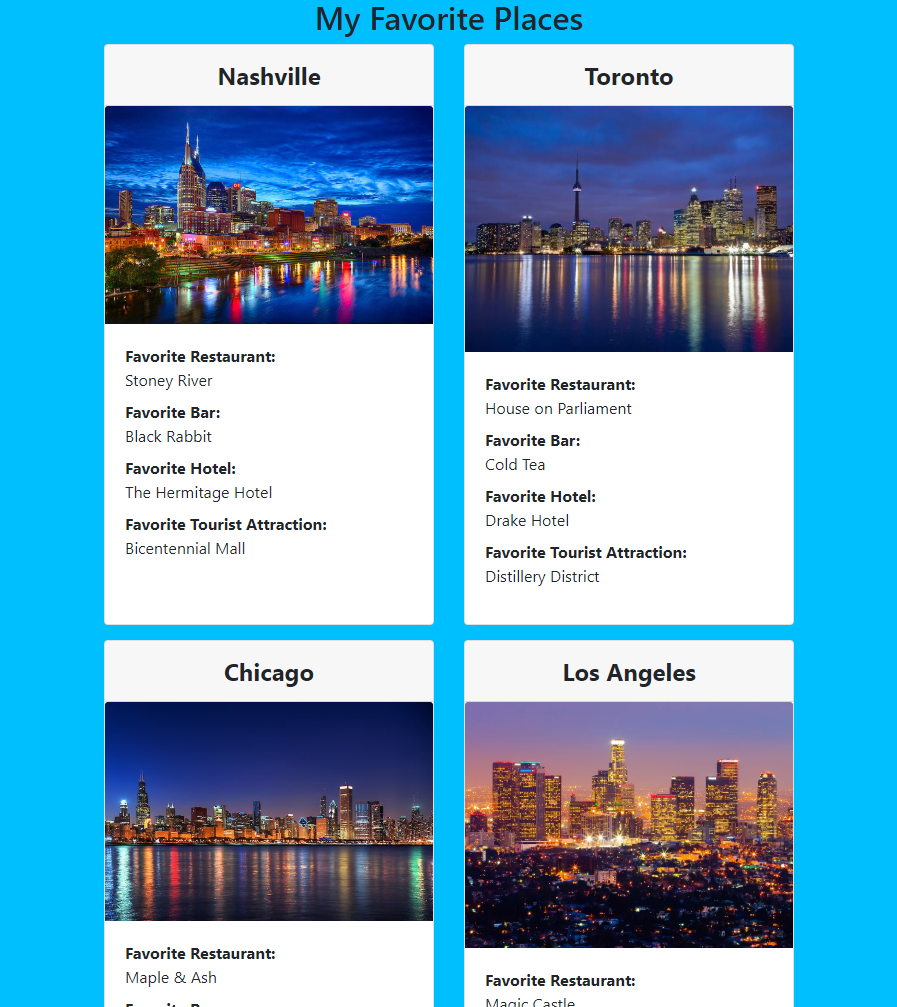 My Favorite Places
Nashville
Favorite Restaurant:
Stoney River
Favorite Bar:
Black Rabbit
Favorite Hotel:
The Hermitage Hotel
Favorite Tourist Attraction:
Bicentennial Mall
Toronto
Favorite Restaurant:
House on Parliament
Favorite Bar:
Cold Tea
Favorite Hotel:
Drake Hotel
Favorite Tourist Attraction:
Distillery District
Chicago
Favorite Restaurant:
Maple & Ash
Favorite Bar:
Los Angeles
Favorite Restaurant:
Magic Castle